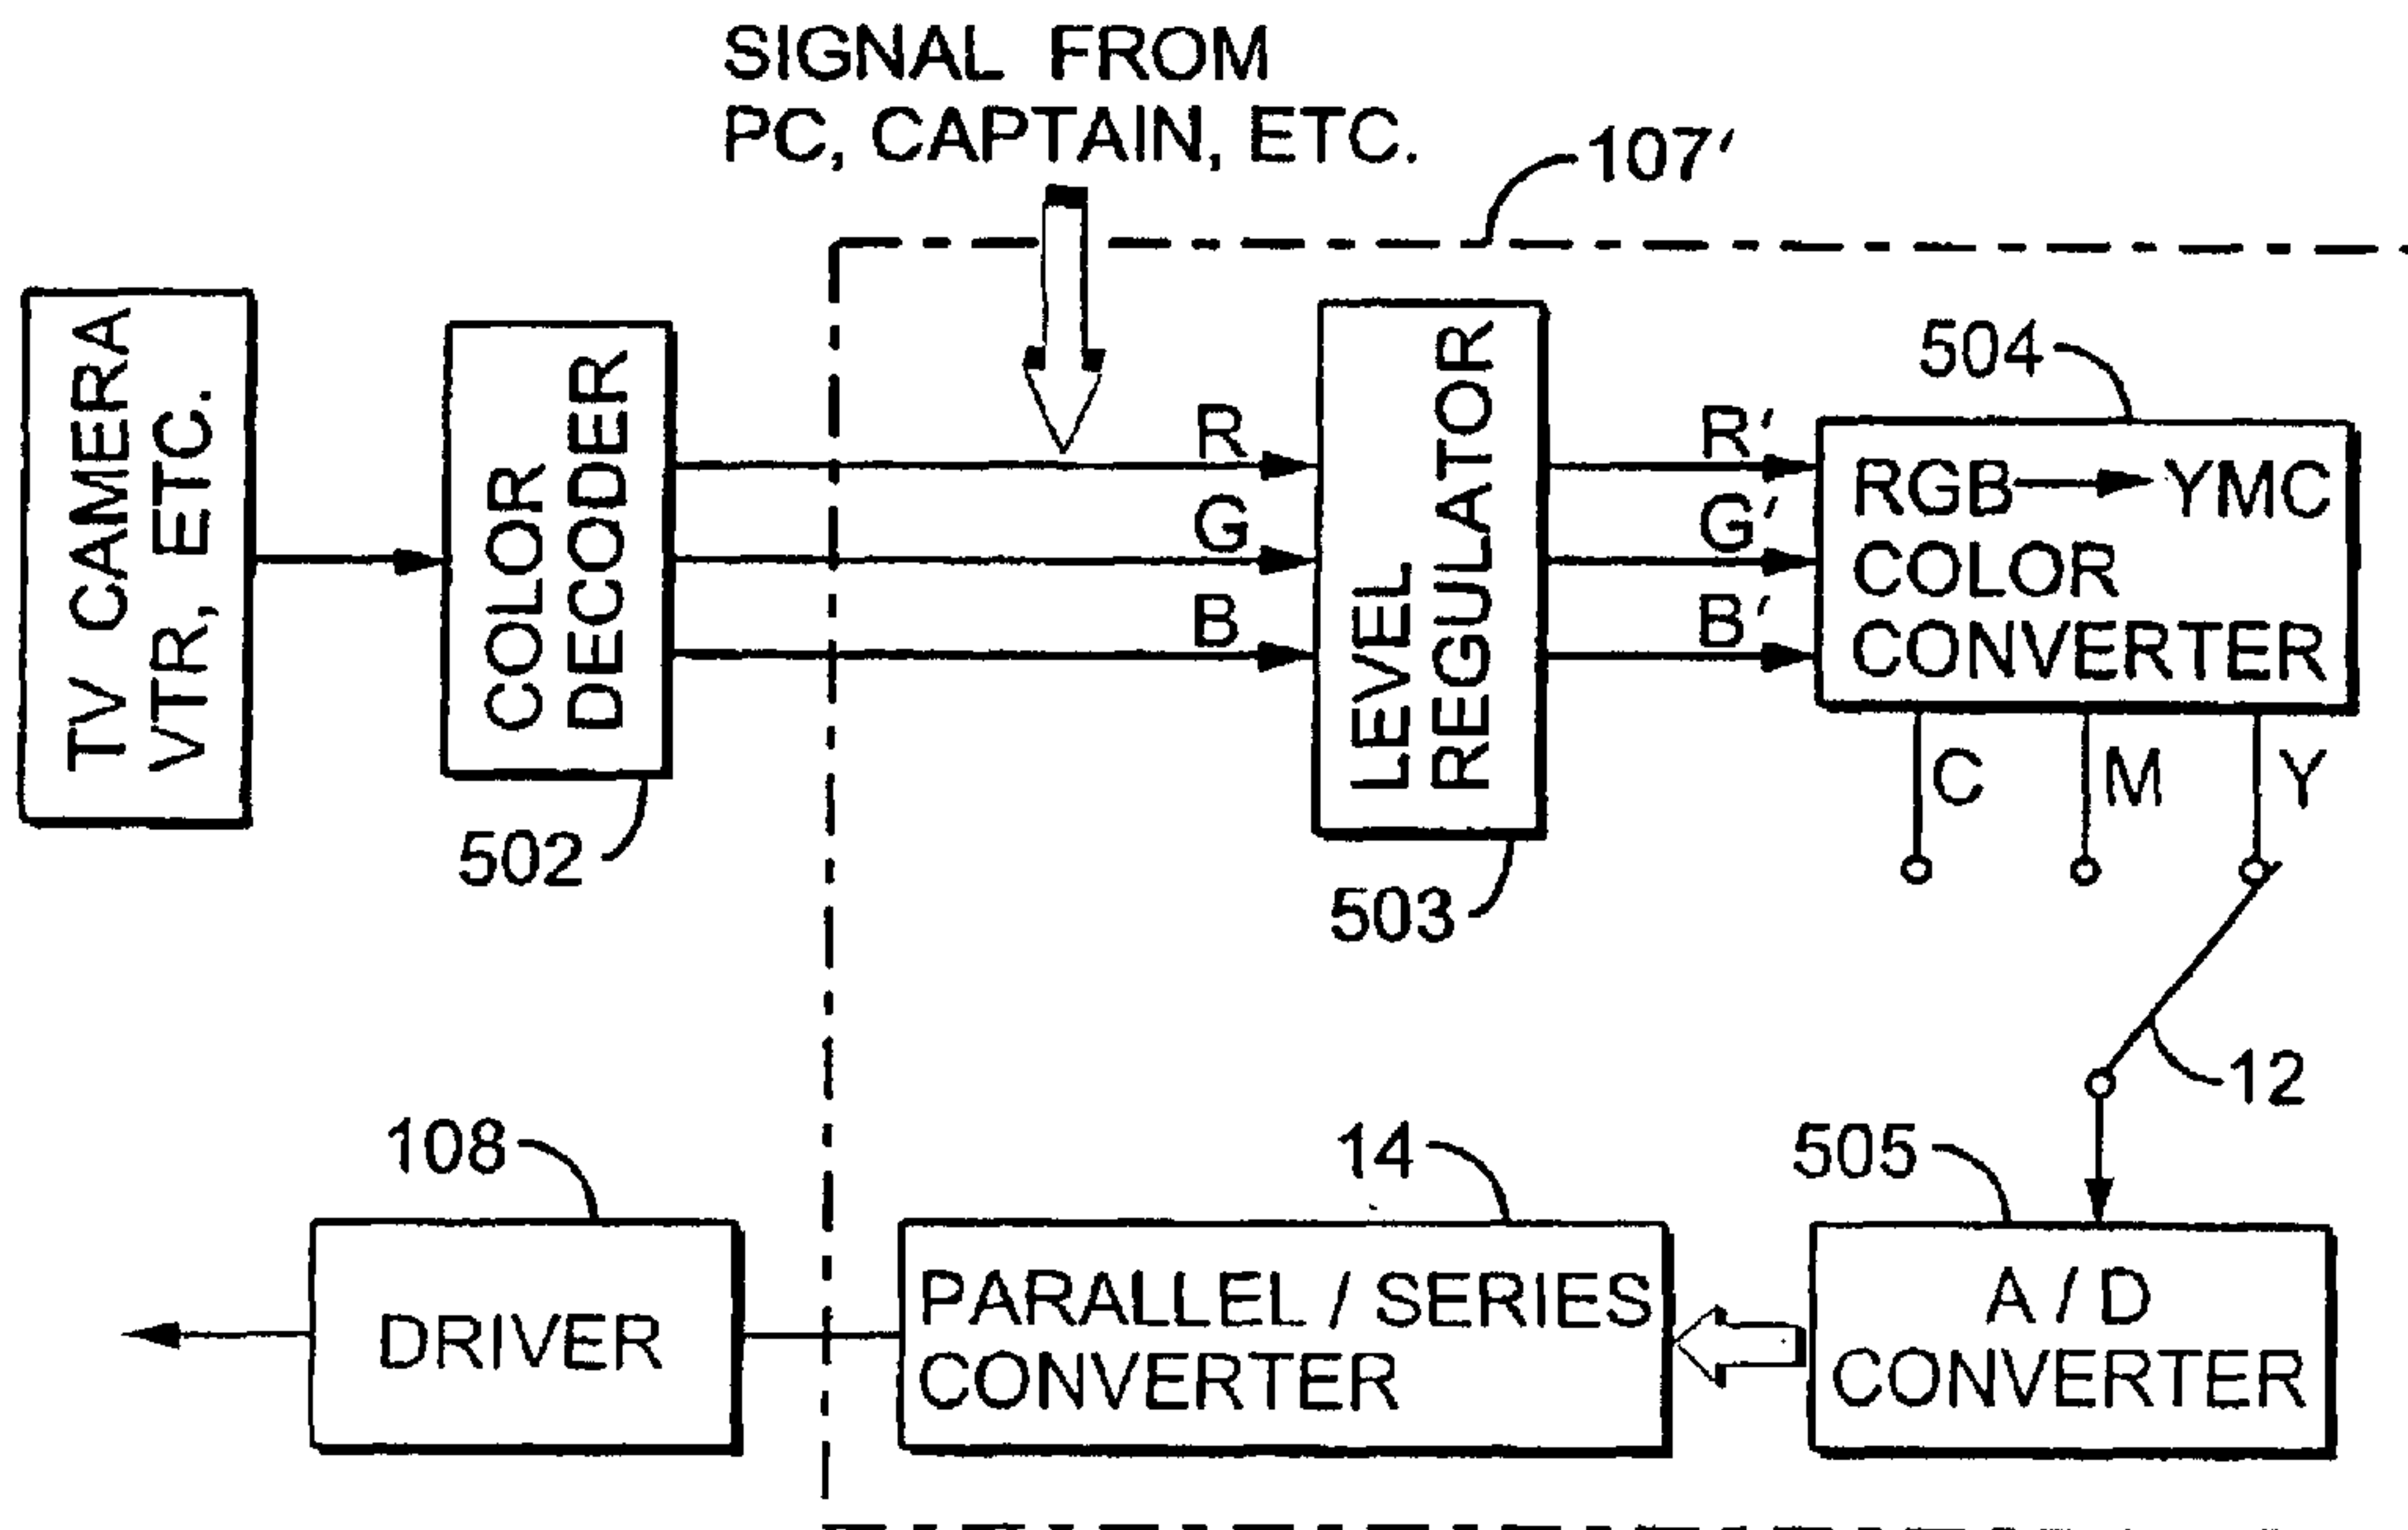 SIGNAL FROM
PC, CAPTAIN, ETC.
107′
TV CAMERA
VTR, ETC.
COLOR
DECODER
502
R
G
B
LEVEL
REGULATOR
503
R′
G′
B′
504
RGB → YMC
COLOR
CONVERTER
C
M
Y
12
108
DRIVER
14
PARALLEL / SERIES
CONVERTER
505
A / D
CONVERTER